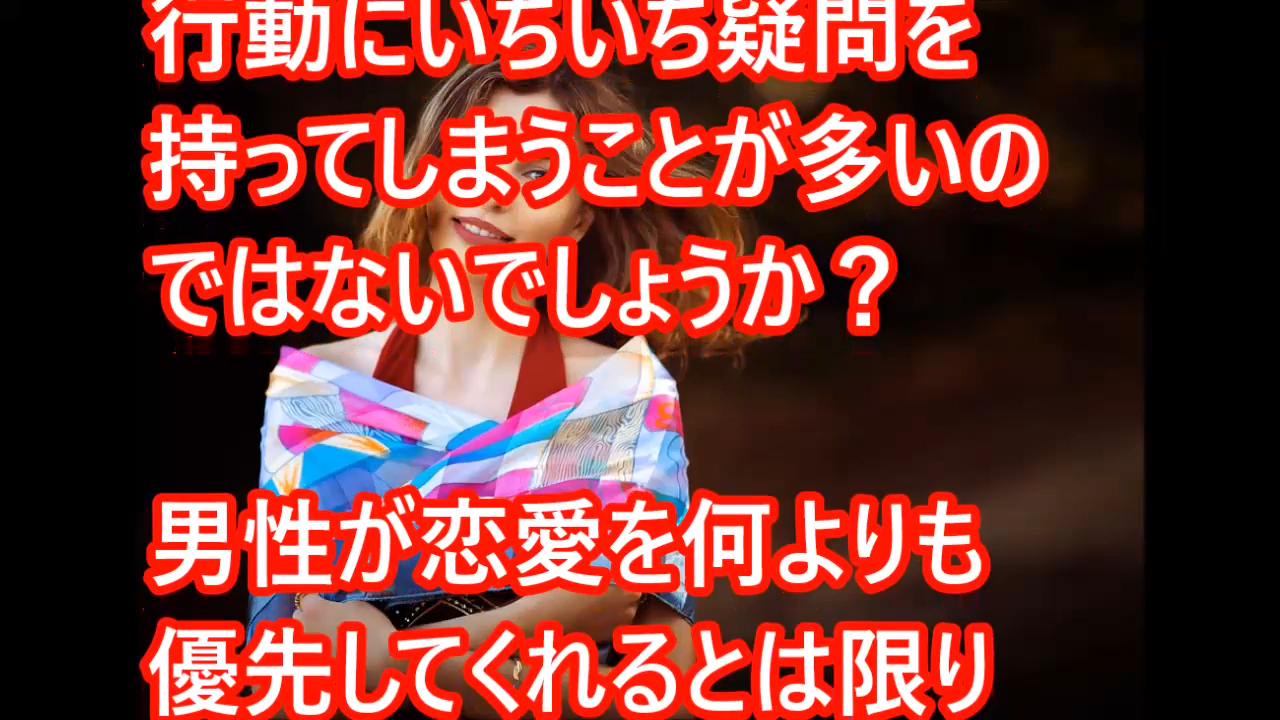 行動にいちいち疑問を
持ってしまうことが多いの
ではないでしょうか？
男性が恋愛を何よりも
優先してくれるとは限り